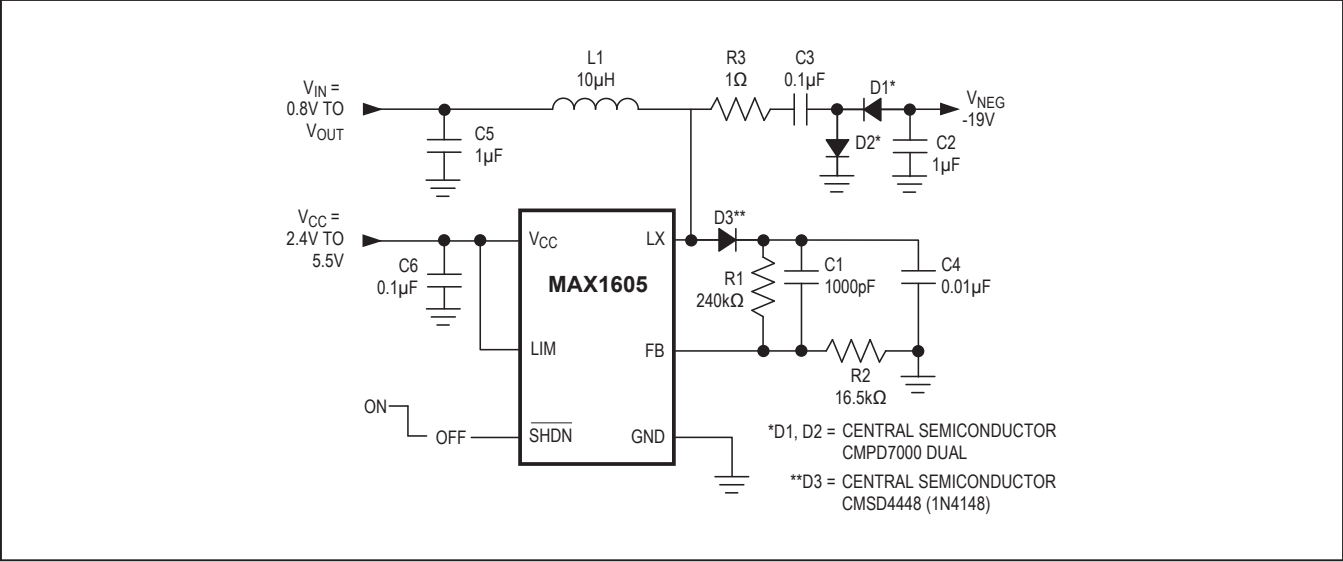 L1
10µH
R3
1Ω
C3
0.1µF
D1*
V_NEG
-19V
V_IN =
0.8V TO
V_OUT
C5
1µF
D2*
C2
1µF
V_CC =
2.4V TO
5.5V
C6
0.1µF
V_CC
LX
D3**
MAX1605
R1
240kΩ
C1
1000pF
C4
0.01µF
LIM
FB
R2
16.5kΩ
ON
OFF
SHDN
GND
*D1, D2 = CENTRAL SEMICONDUCTOR
CMPD7000 DUAL
**D3 = CENTRAL SEMICONDUCTOR
CMSD4448 (1N4148)